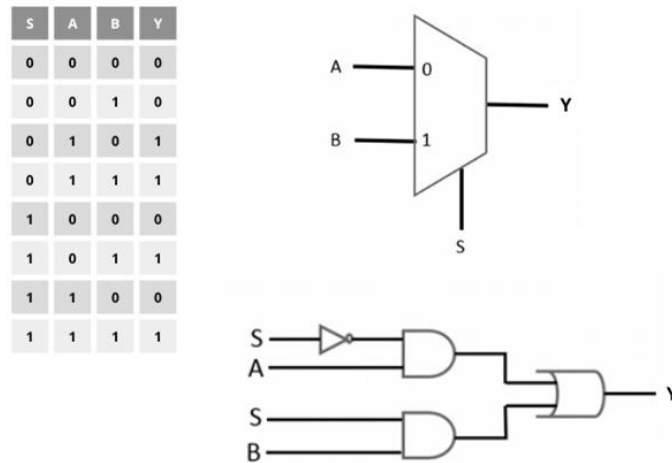 S A B Y
0 0 0 0
0 0 1 0
0 1 0 1
0 1 1 1
1 0 0 0
1 0 1 1
1 1 0 0
1 1 1 1
A 0
Y
B 1
S
S
A
Y
S
B